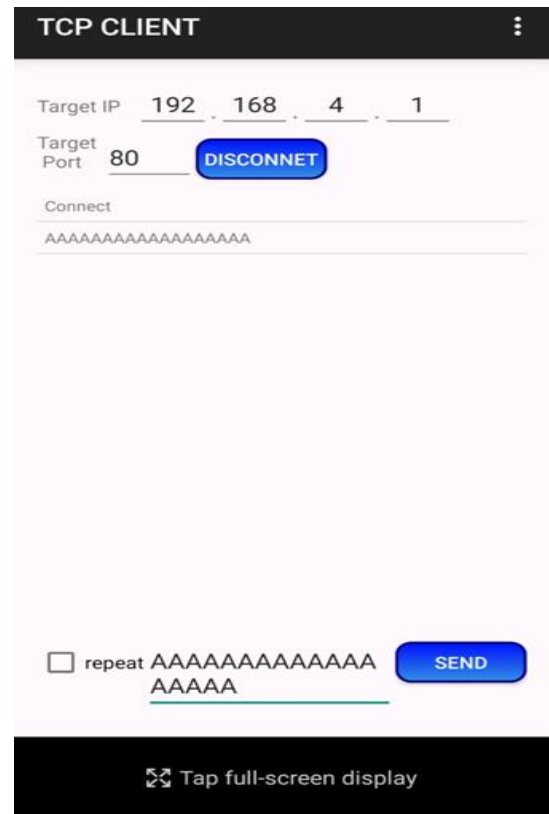 TCP CLIENT
Target IP 192 . 168 . 4 . 1
Target
Port 80 DISCONNET
Connect
AAAAAAAAAAAAAAAAAA
repeat AAAAAAAAAAAAA SEND
AAAAA
Tap full-screen display